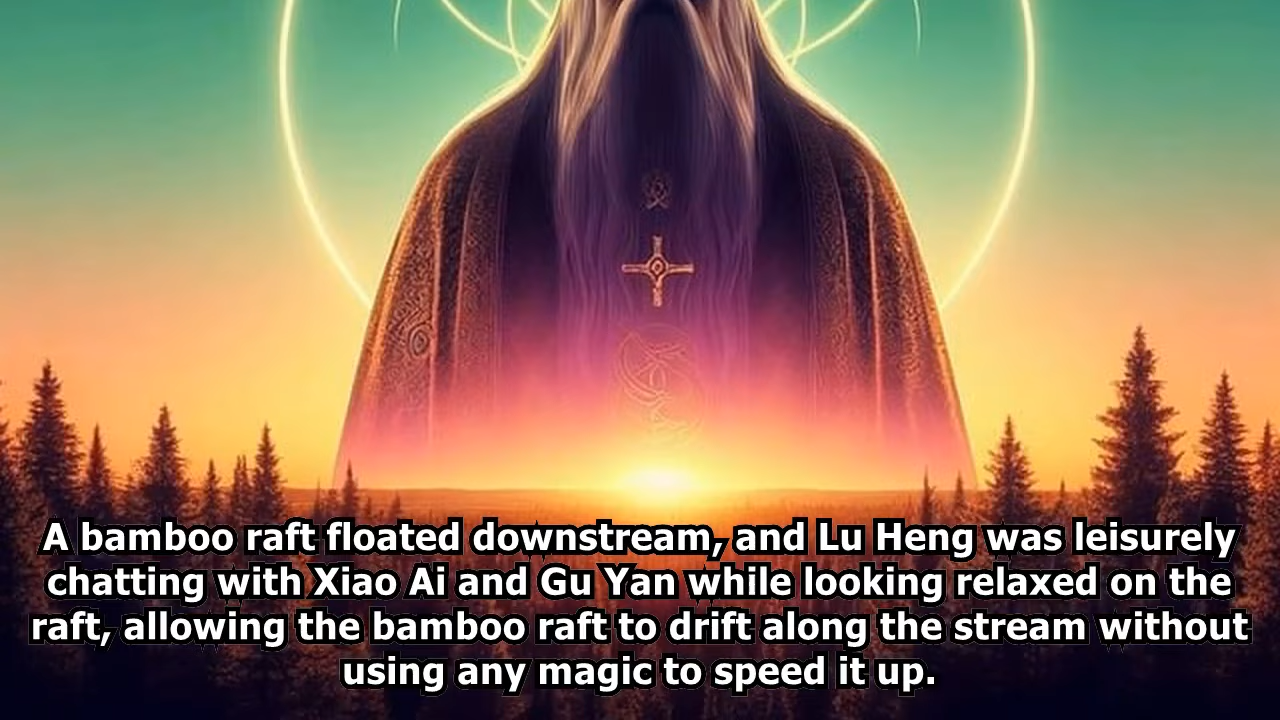 A bamboo raft floated downstream, and Lu Heng was leisurely
chatting with Xiao Ai and Gu Yan while looking relaxed on the
raft, allowing the bamboo raft to drift along the stream without
using any magic to speed it up.